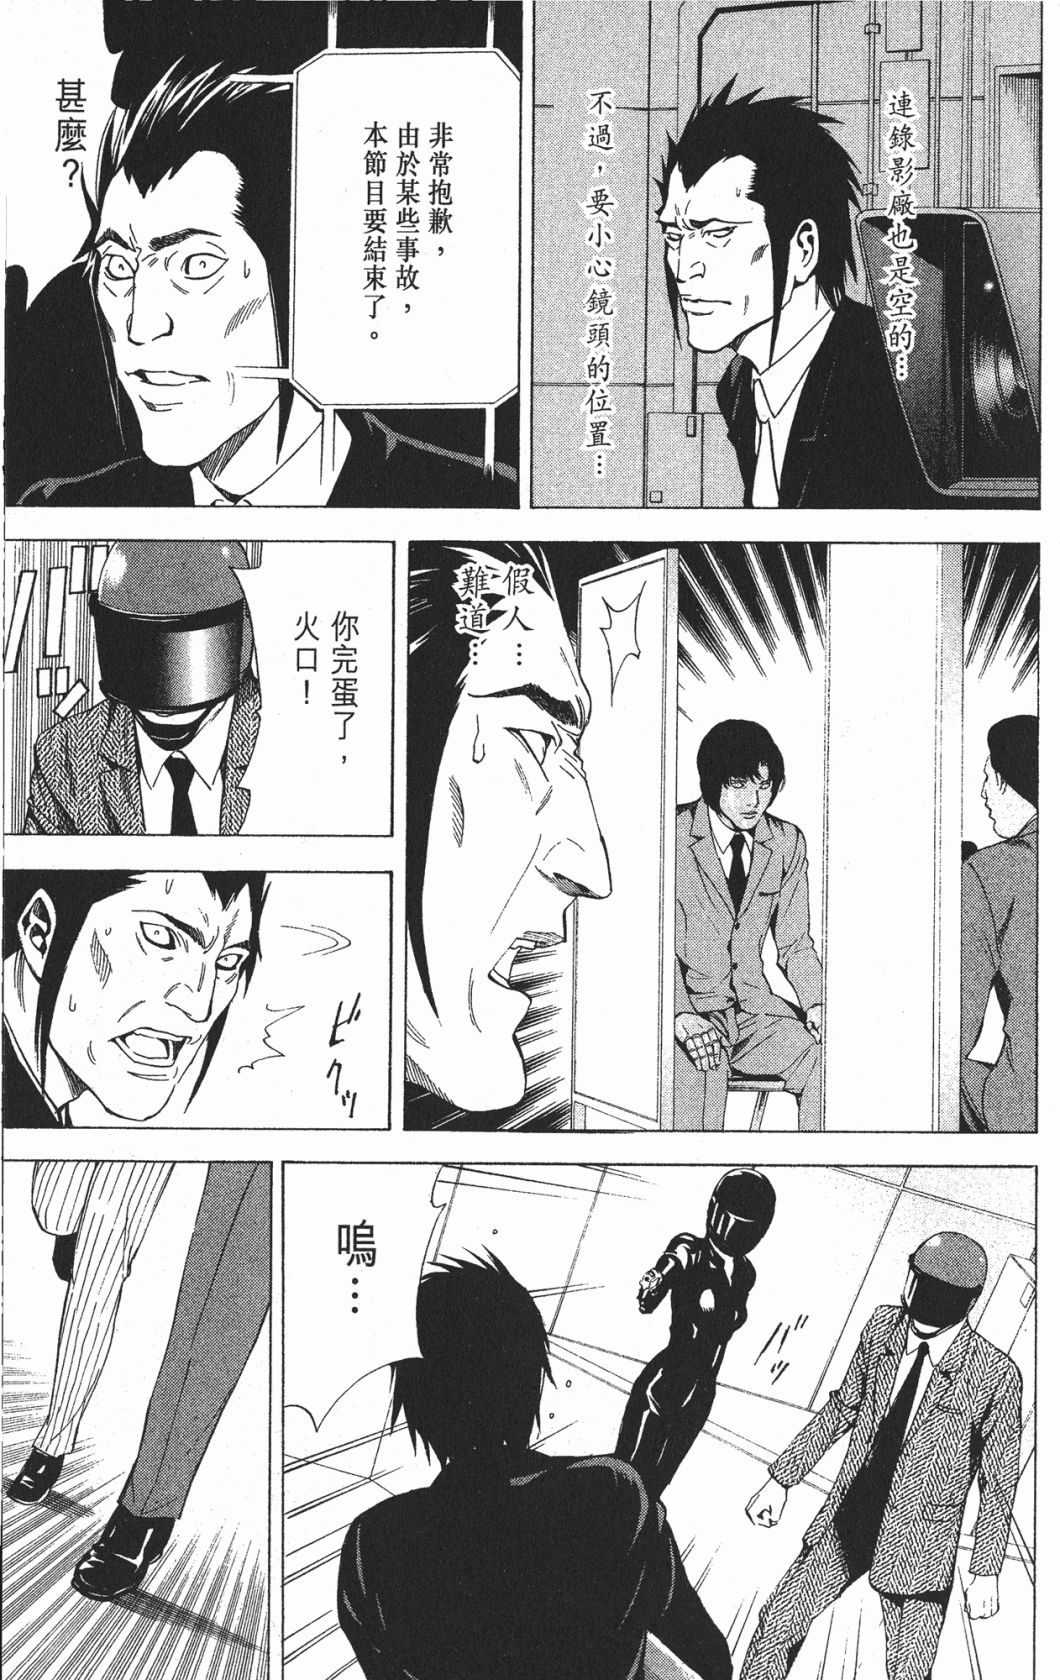 連錄影廠也是空的…
不過，要小心鏡頭的位置…
非常抱歉，
由於某些事故，
本節目要結束了。
甚麼？
假人…
難道…
你完蛋了，
火口！
ビクッ
バッ
嗚…